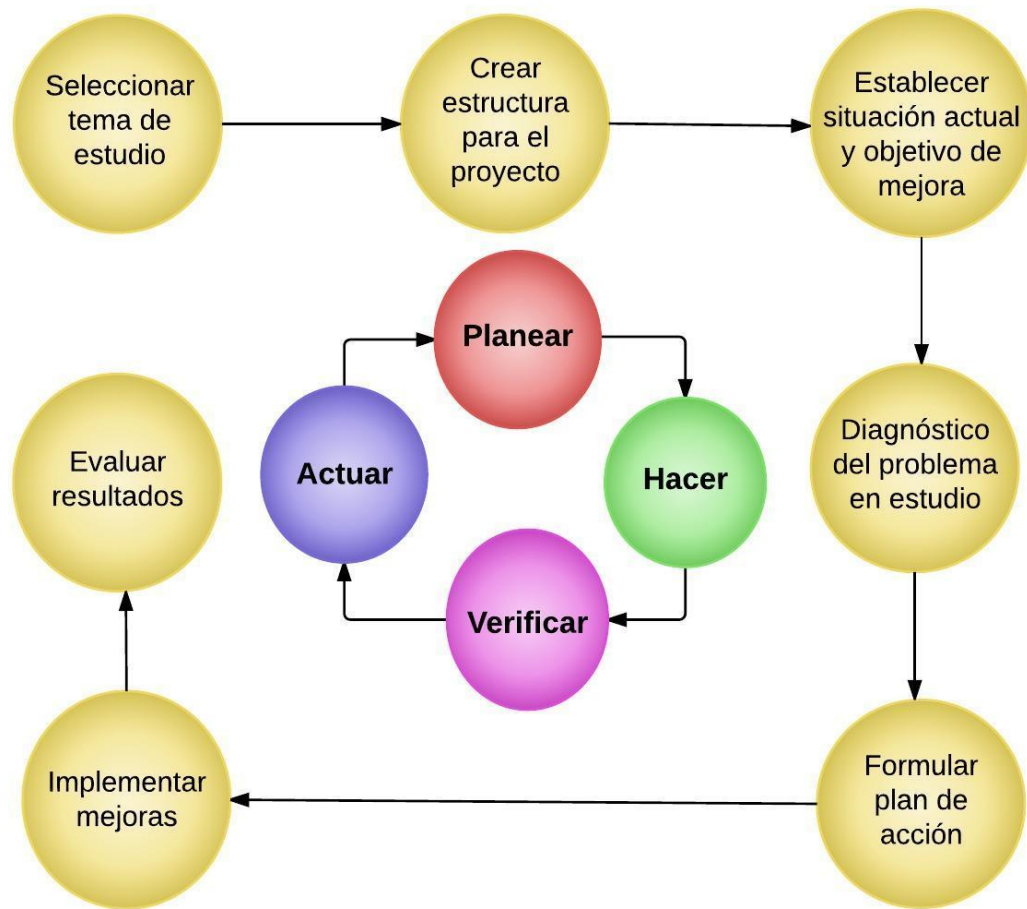 Seleccionar
tema de
estudio
Crear
estructura
para el
proyecto
Establecer
situación actual
y objetivo de
mejora
Planear
Hacer
Verificar
Actuar
Diagnóstico
del problema
en estudio
Formular
plan de
acción
Implementar
mejoras
Evaluar
resultados